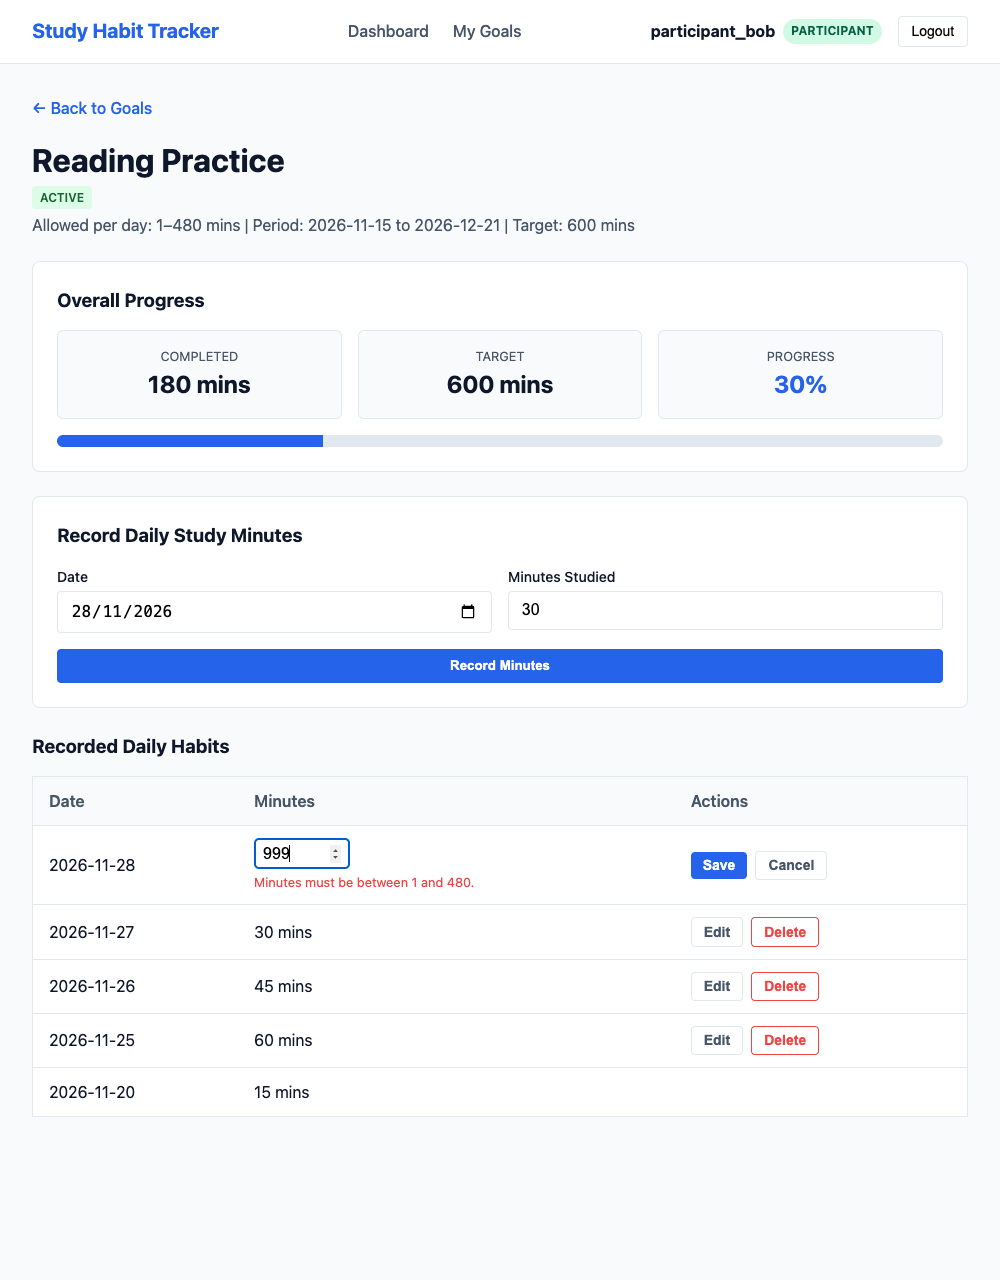 Study Habit Tracker Dashboard My Goals participant_bob PARTICIPANT Logout
← Back to Goals
Reading Practice
ACTIVE
Allowed per day: 1–480 mins | Period: 2026-11-15 to 2026-12-21 | Target: 600 mins
Overall Progress
COMPLETED TARGET PROGRESS
180 mins 600 mins 30%
Record Daily Study Minutes
Date Minutes Studied
28/11/2026 30
Record Minutes
Recorded Daily Habits
Date Minutes Actions
2026-11-28 999 Save Cancel
Minutes must be between 1 and 480.
2026-11-27 30 mins Edit Delete
2026-11-26 45 mins Edit Delete
2026-11-25 60 mins Edit Delete
2026-11-20 15 mins